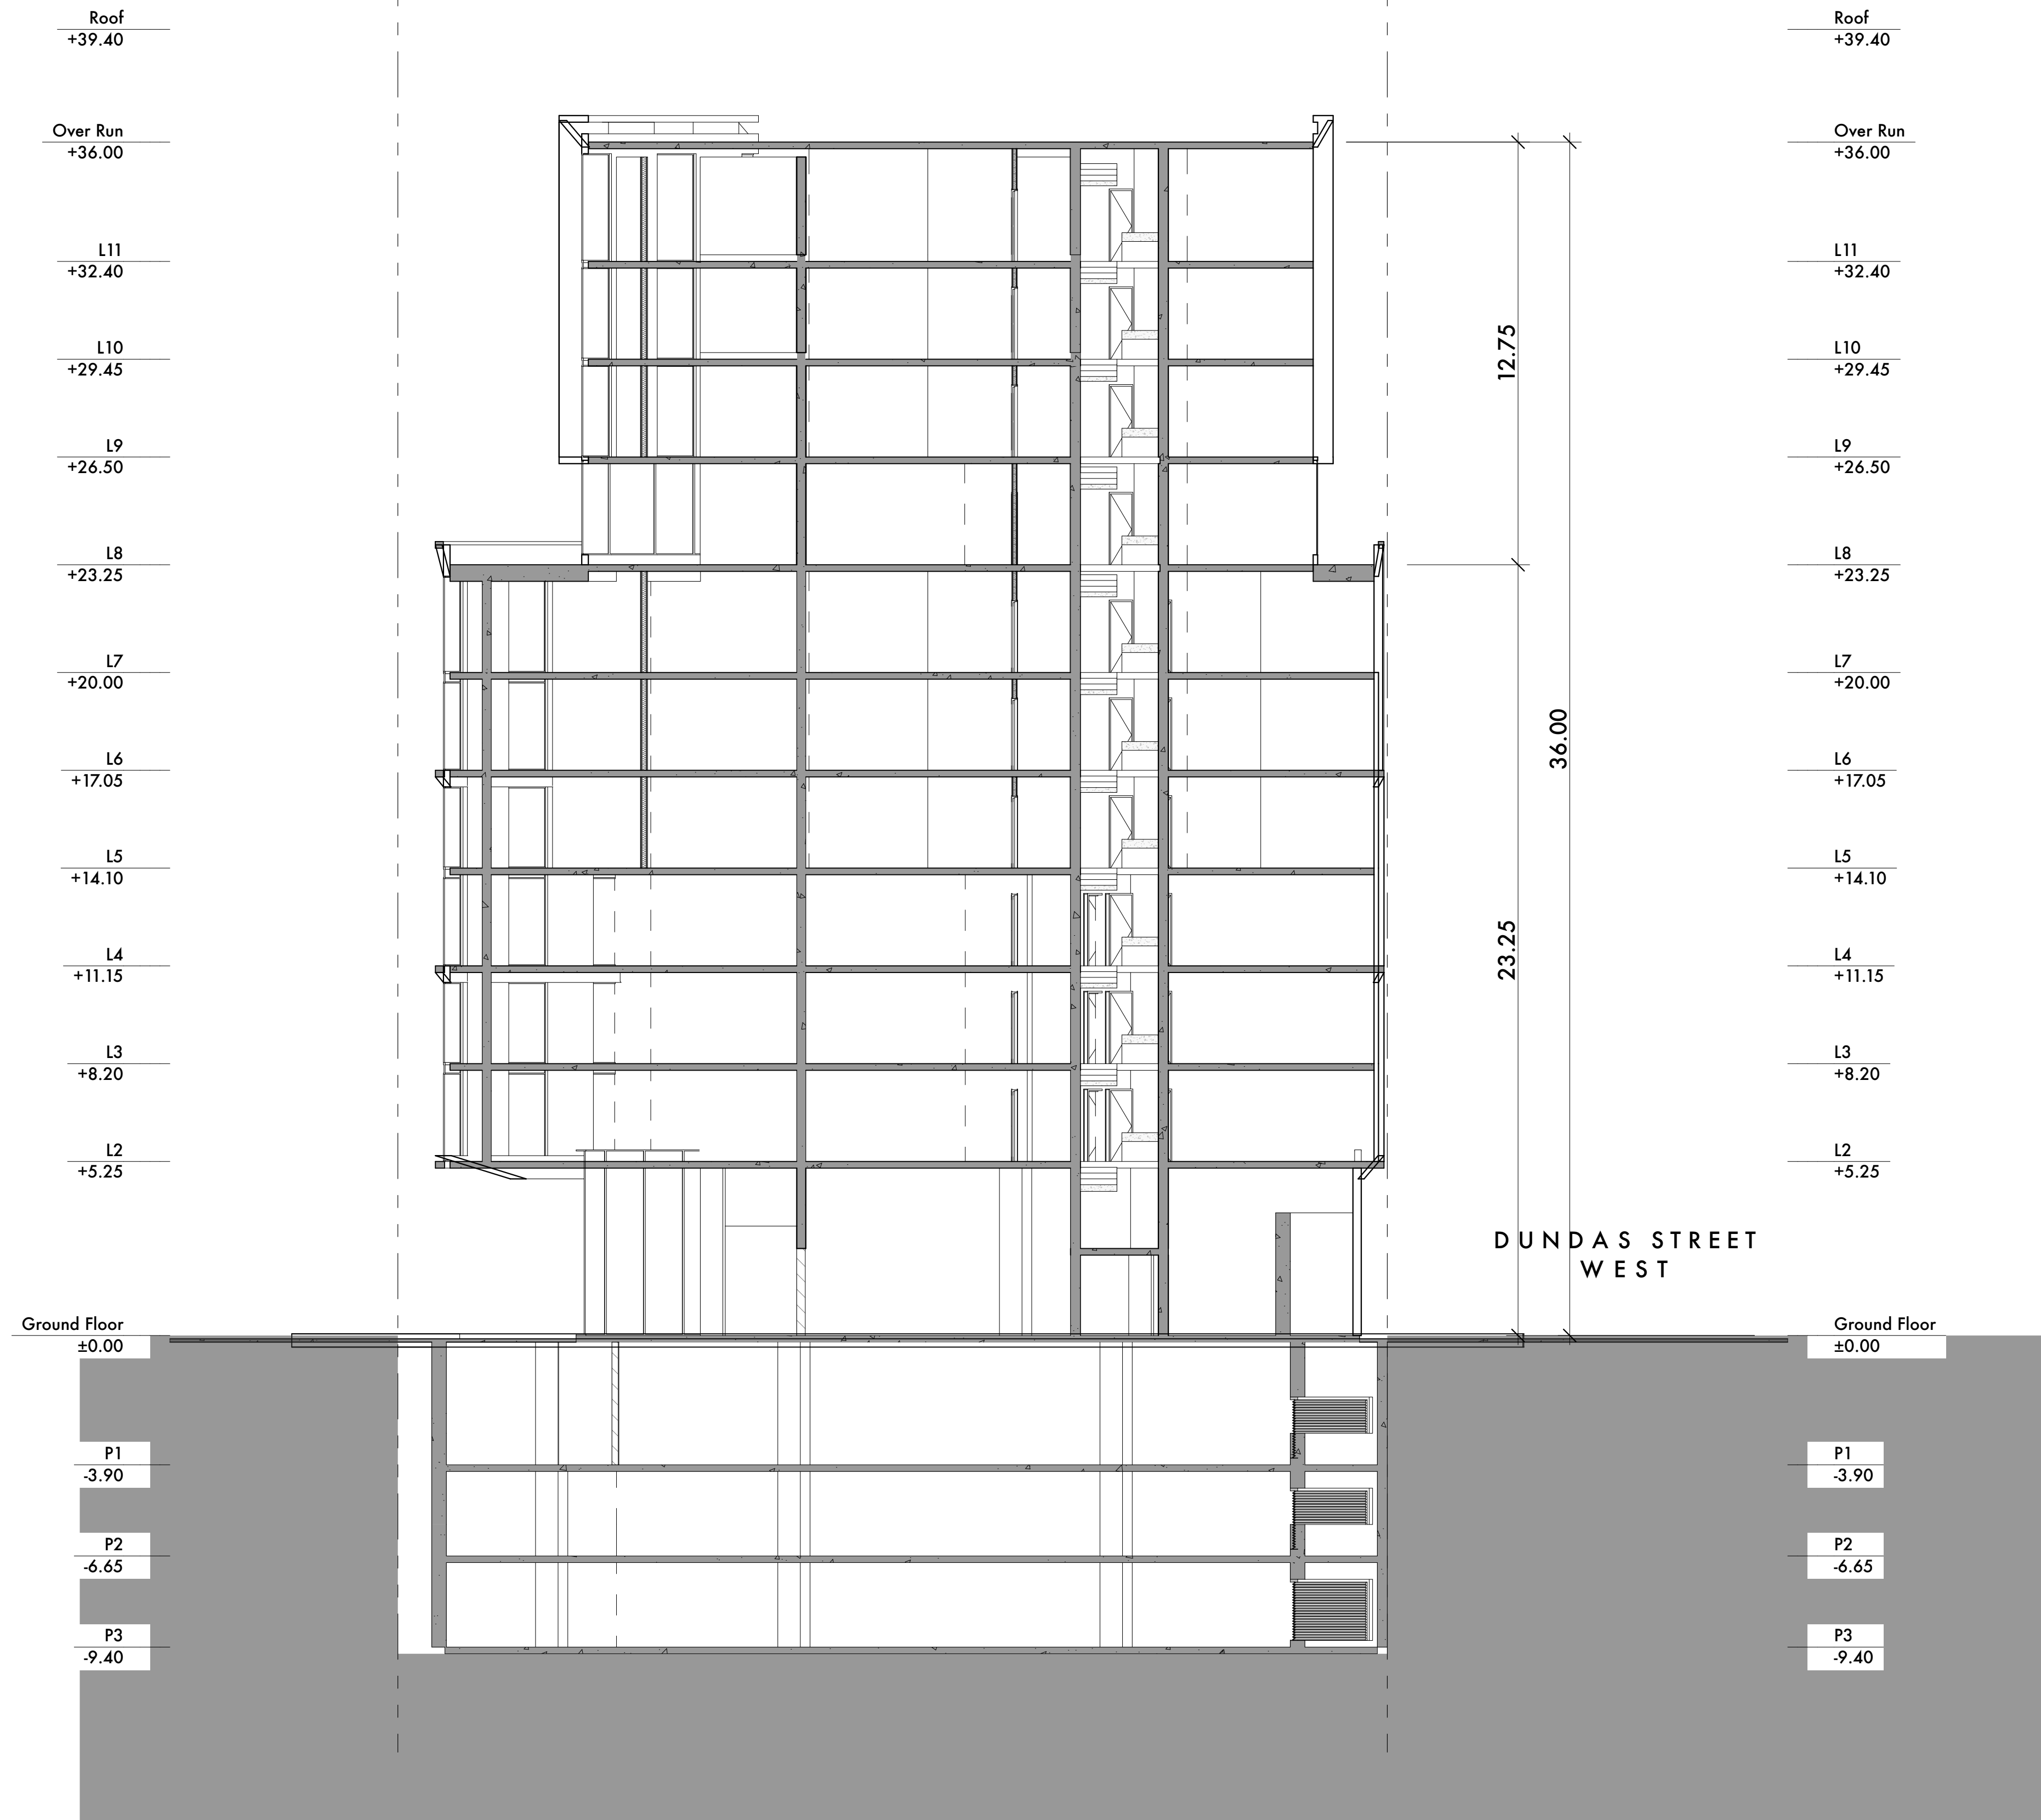 Roof
+39.40
Over Run
+36.00
L11
+32.40
L10
+29.45
L9
+26.50
L8
+23.25
L7
+20.00
L6
+17.05
L5
+14.10
L4
+11.15
L3
+8.20
L2
+5.25
Ground Floor
±0.00
P1
-3.90
P2
-6.65
P3
-9.40
12.75
36.00
23.25
DUNDAS STREET
WEST
Roof
+39.40
Over Run
+36.00
L11
+32.40
L10
+29.45
L9
+26.50
L8
+23.25
L7
+20.00
L6
+17.05
L5
+14.10
L4
+11.15
L3
+8.20
L2
+5.25
Ground Floor
±0.00
P1
-3.90
P2
-6.65
P3
-9.40